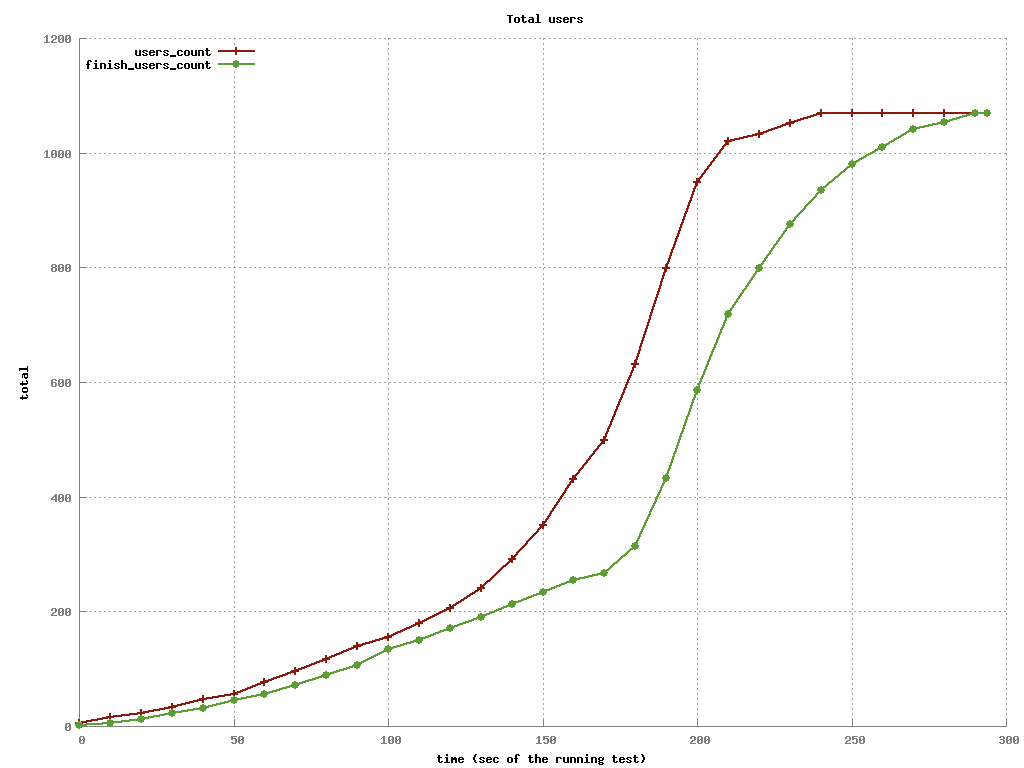 Total users
users_count
finish_users_count
1200
1000
800
600
400
200
0
total
0 50 100 150 200 250 300
time (sec of the running test)